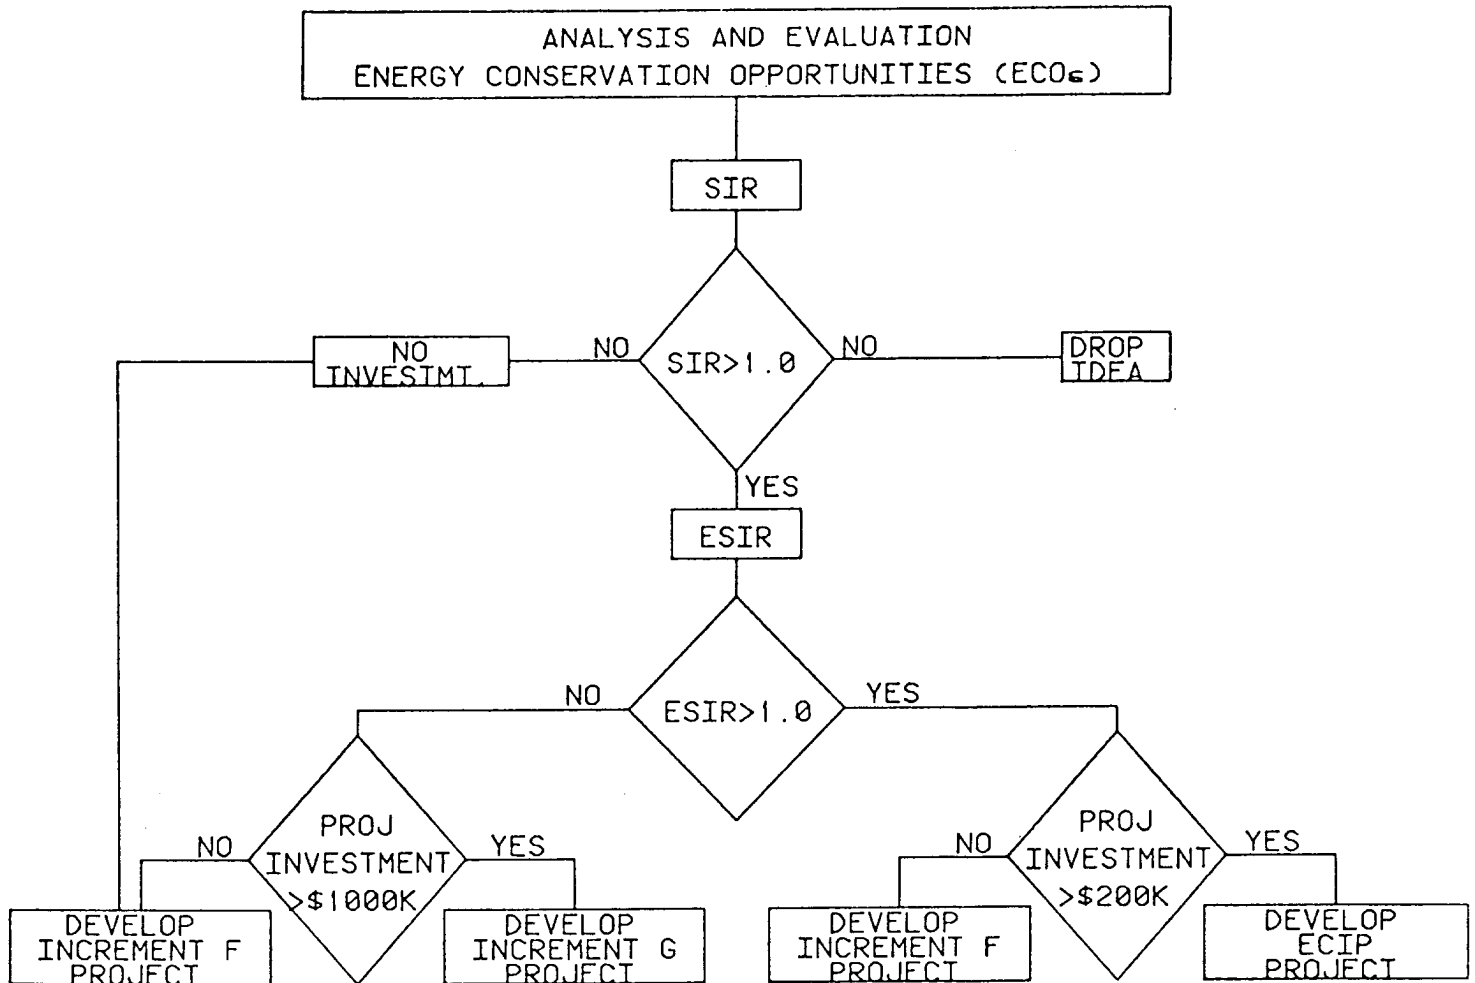 ANALYSIS AND EVALUATION
ENERGY CONSERVATION OPPORTUNITIES (ECOs)
SIR
NO
INVESTMT.
NO
SIR>1.0
NO
DROP
IDEA
YES
ESIR
NO
ESIR>1.0
YES
NO
PROJ
INVESTMENT
>$1000K
YES
NO
PROJ
INVESTMENT
>$200K
YES
DEVELOP
INCREMENT F
PROJECT
DEVELOP
INCREMENT G
PROJECT
DEVELOP
INCREMENT F
PROJECT
DEVELOP
ECIP
PROJECT